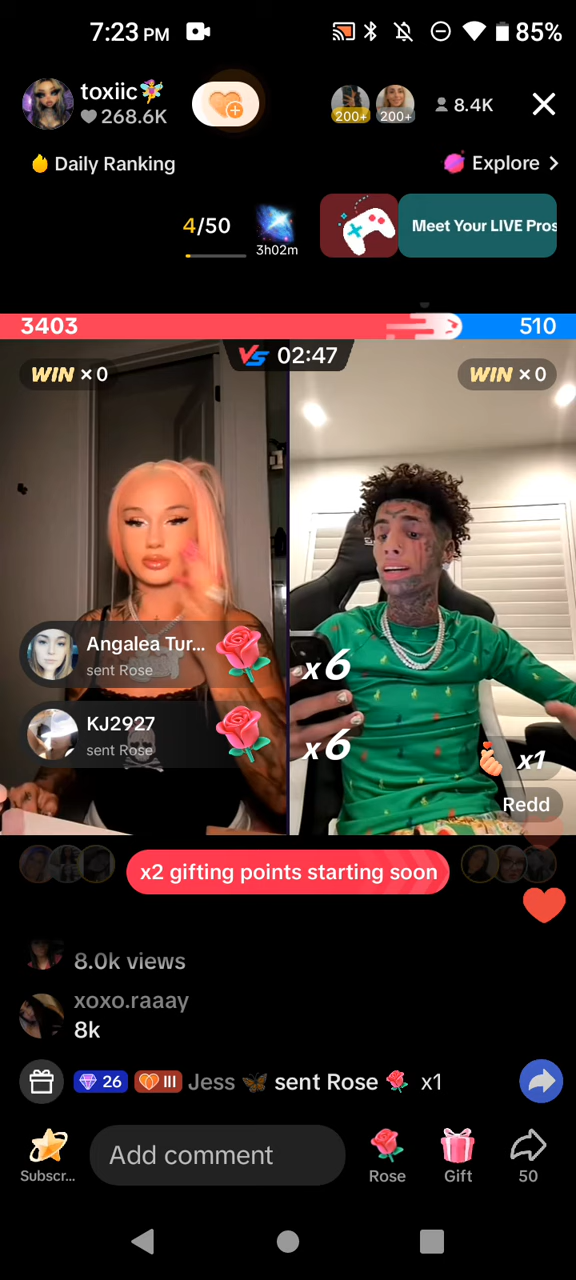 7:23 PM
85%
toxiic
268.6K
200+
200+
8.4K
Daily Ranking
Explore >
4/50
3h02m
Meet Your LIVE Pros
3403
510
VS 02:47
WIN × 0
WIN × 0
Angalea Tur...
sent Rose
x6
KJ2927
sent Rose
x6
x1
Redd
x2 gifting points starting soon
8.0k views
xoxo.raaay
8k
26 III Jess sent Rose x1
Add comment
Subscr...
Rose
Gift
50